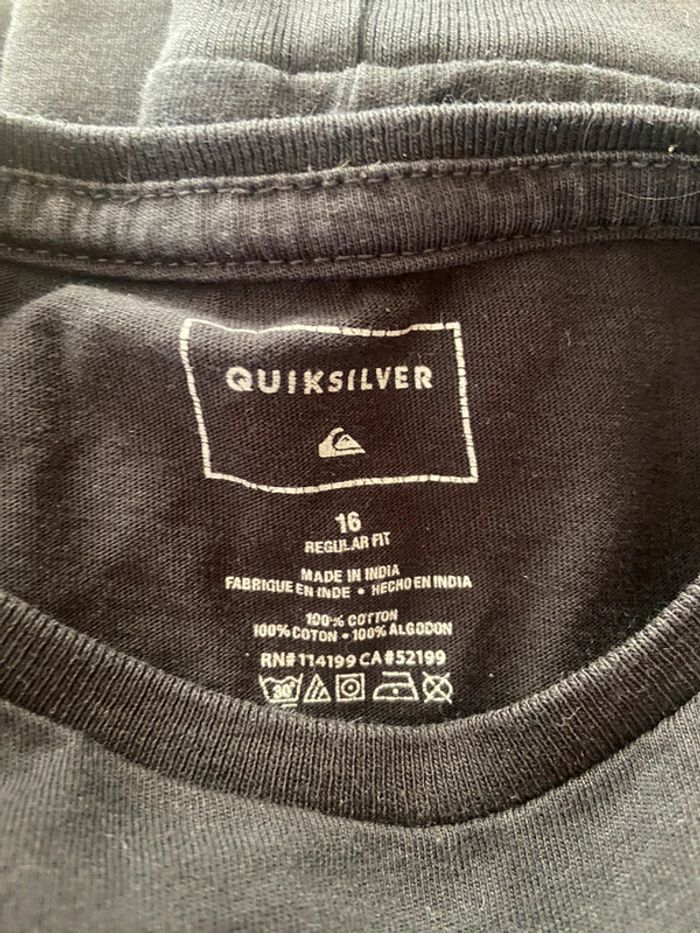 QUIKSILVER
16
REGULAR FIT
MADE IN INDIA
FABRIQUE EN INDE • HECHO EN INDIA
100% COTTON
100% COTON • 100% ALGODON
RN# 114199 CA# 52199
30°